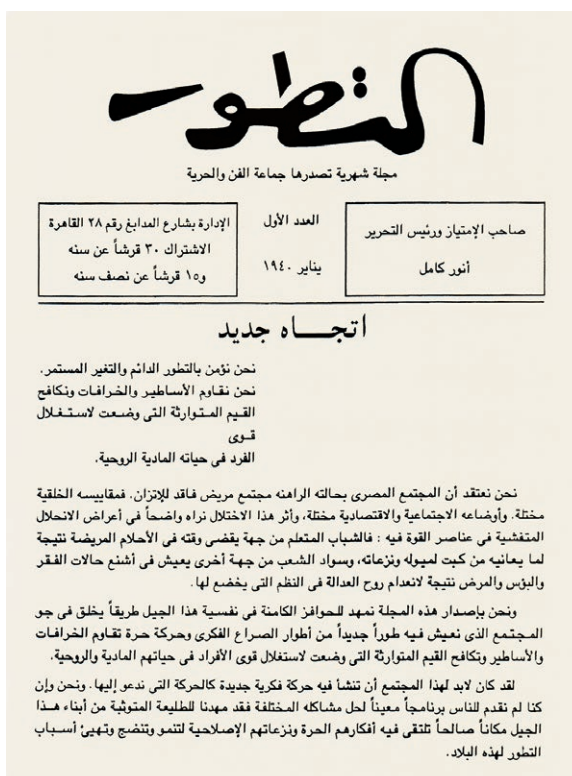 التطور
مجلة شهرية تصدرها جماعة الفن والحرية
صاحب الإمتياز ورئيس التحرير
أنور كامل
العدد الأول
يناير ١٩٤٠
الإدارة بشارع المدابغ رقم ٢٨ القاهرة
الاشتراك ٣٠ قرشاً عن سنه
و١٥ قرشاً عن نصف سنه
اتجـــاه جديد
نحن نؤمن بالتطور الدائم والتغير المستمر.
نحن نقاوم الأساطير والخرافات ونكافح
القيم المتوارثة التى وضعت لاستغلال
قوى
الفرد فى حياته المادية الروحية.
نحن نعتقد أن المجتمع المصرى بحالته الراهنه مجتمع مريض فاقد للإتزان. فمقاييسه الخلقية
مختلة. وأوضاعه الاجتماعية والاقتصادية مختلة، وأثر هذا الاختلال نراه واضحاً فى أعراض الانحلال
المتفشية فى عناصر القوة فيه : فالشباب المتعلم من جهة يقضى وقته فى الأحلام المريضة نتيجة
لما يعانيه من كبت لميوله ونزعاته، وسواد الشعب من جهة أخرى يعيش فى أشنع حالات الفقر
والبؤس والمرض نتيجة لانعدام روح العدالة فى النظم التى يخضع لها.
ونحن بإصدار هذه المجلة نمهد للحوافز الكامنة فى نفسية هذا الجيل طريقاً يخلق فى جو
المجتمع الذى نعيش فيه طوراً جديداً من أطوار الصراع الفكرى وحركة حرة تقاوم الخرافات
والأساطير وتكافح القيم المتوارثة التى وضعت لاستغلال قوى الأفراد فى حياتهم المادية والروحية.
لقد كان لابد لهذا المجتمع أن تنشأ فيه حركة فكرية جديدة كالحركة التى ندعو إليها. ونحن وإن
كنا لم نقدم للناس برنامجاً معيناً لحل مشاكله المختلفة فقد مهدنا للطليعة المتوثبة من أبناء هذا
الجيل مكاناً صالحاً تلتقى فيه أفكارهم الحرة ونزعاتهم الإصلاحية لتنمو وتنضج وتهيئ أسباب
التطور لهذه البلاد.